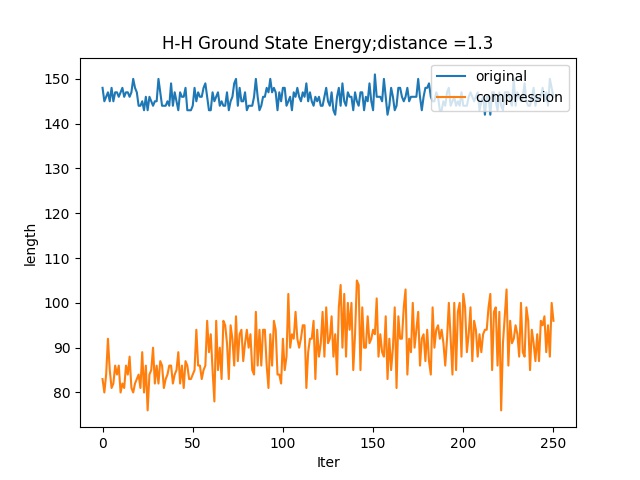 H-H Ground State Energy;distance =1.3
original
compression
length
150
140
130
120
110
100
90
80
0
50
100
150
200
250
Iter